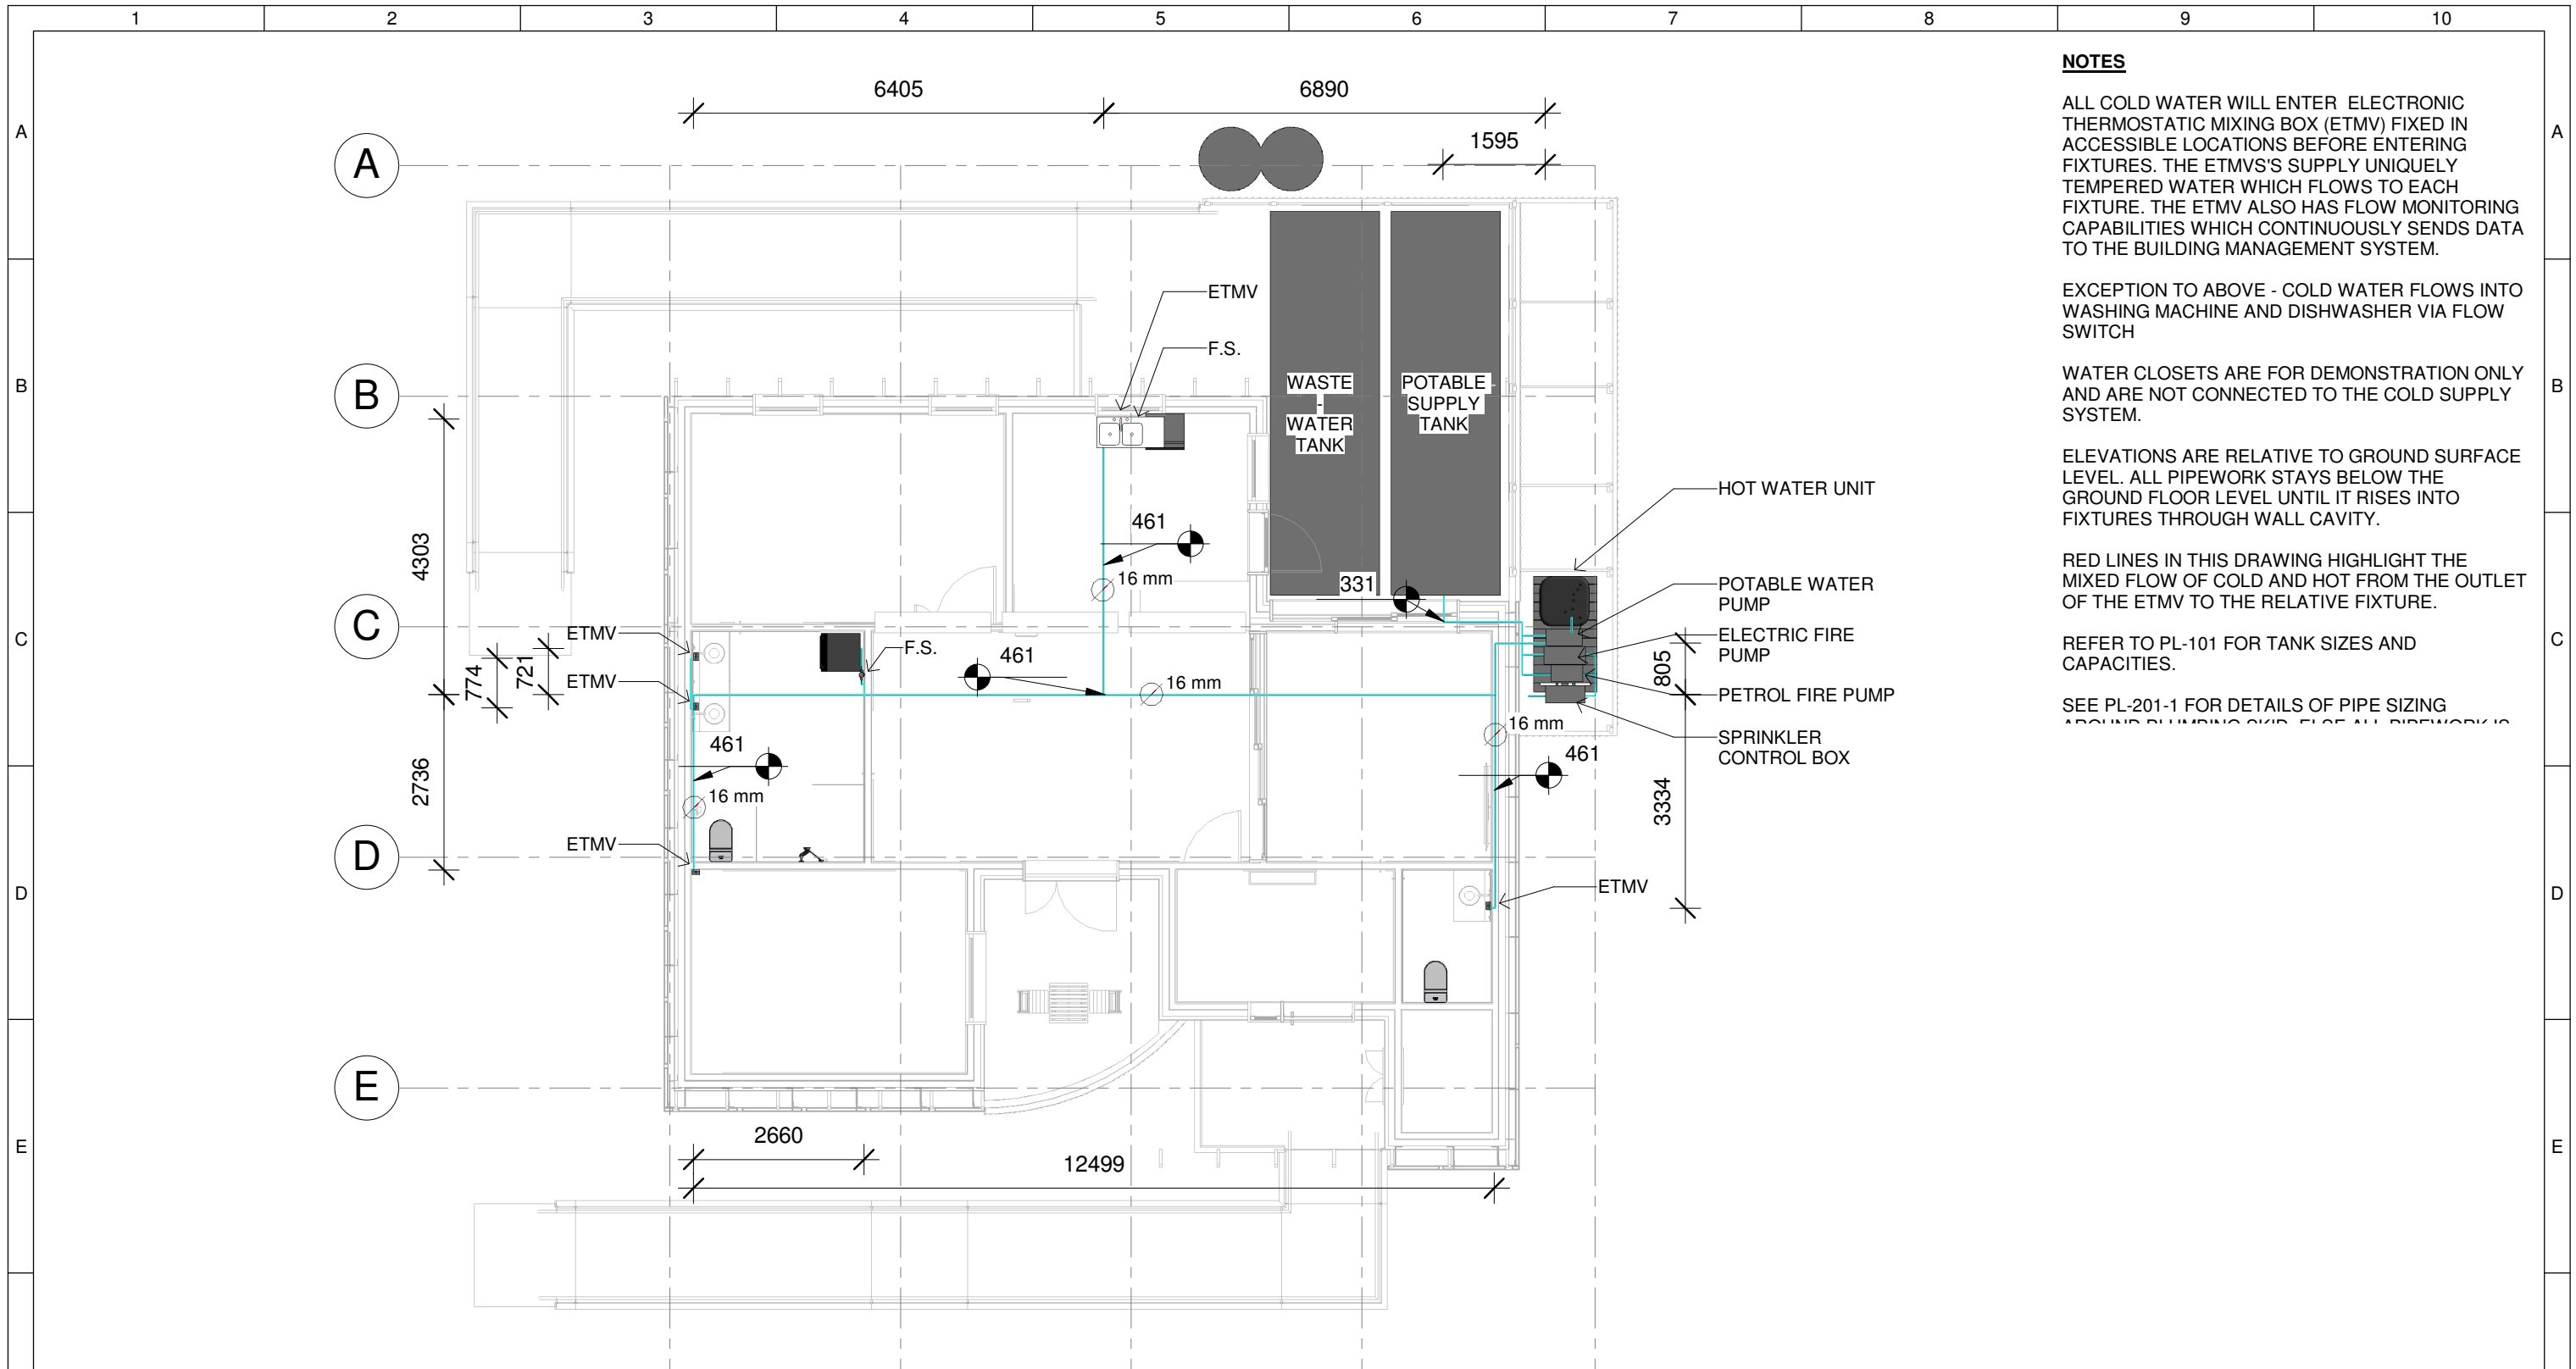 1 2 3 4 5 6 7 8 9 10
NOTES
ALL COLD WATER WILL ENTER ELECTRONIC
THERMOSTATIC MIXING BOX (ETMV) FIXED IN
ACCESSIBLE LOCATIONS BEFORE ENTERING
FIXTURES. THE ETMVS'S SUPPLY UNIQUELY
TEMPERED WATER WHICH FLOWS TO EACH
FIXTURE. THE ETMV ALSO HAS FLOW MONITORING
CAPABILITIES WHICH CONTINUOUSLY SENDS DATA
TO THE BUILDING MANAGEMENT SYSTEM.
EXCEPTION TO ABOVE - COLD WATER FLOWS INTO
WASHING MACHINE AND DISHWASHER VIA FLOW
SWITCH
WATER CLOSETS ARE FOR DEMONSTRATION ONLY
AND ARE NOT CONNECTED TO THE COLD SUPPLY
SYSTEM.
ELEVATIONS ARE RELATIVE TO GROUND SURFACE
LEVEL. ALL PIPEWORK STAYS BELOW THE
GROUND FLOOR LEVEL UNTIL IT RISES INTO
FIXTURES THROUGH WALL CAVITY.
RED LINES IN THIS DRAWING HIGHLIGHT THE
MIXED FLOW OF COLD AND HOT FROM THE OUTLET
OF THE ETMV TO THE RELATIVE FIXTURE.
REFER TO PL-101 FOR TANK SIZES AND
CAPACITIES.
SEE PL-201-1 FOR DETAILS OF PIPE SIZING
6405 6890
A A
1595
A
ETMV
F.S.
B B
B
WASTE
-
WATER
TANK
POTABLE
SUPPLY
TANK
HOT WATER UNIT
461
4303
16 mm
331
POTABLE WATER
PUMP
C
ETMV
F.S.
461
ELECTRIC FIRE
PUMP
C C
774
721
805
ETMV
16 mm
PETROL FIRE PUMP
16 mm
SPRINKLER
CONTROL BOX
461
461
2736
16 mm
3334
ETMV
D
ETMV
D D
E
2660
12499
E E